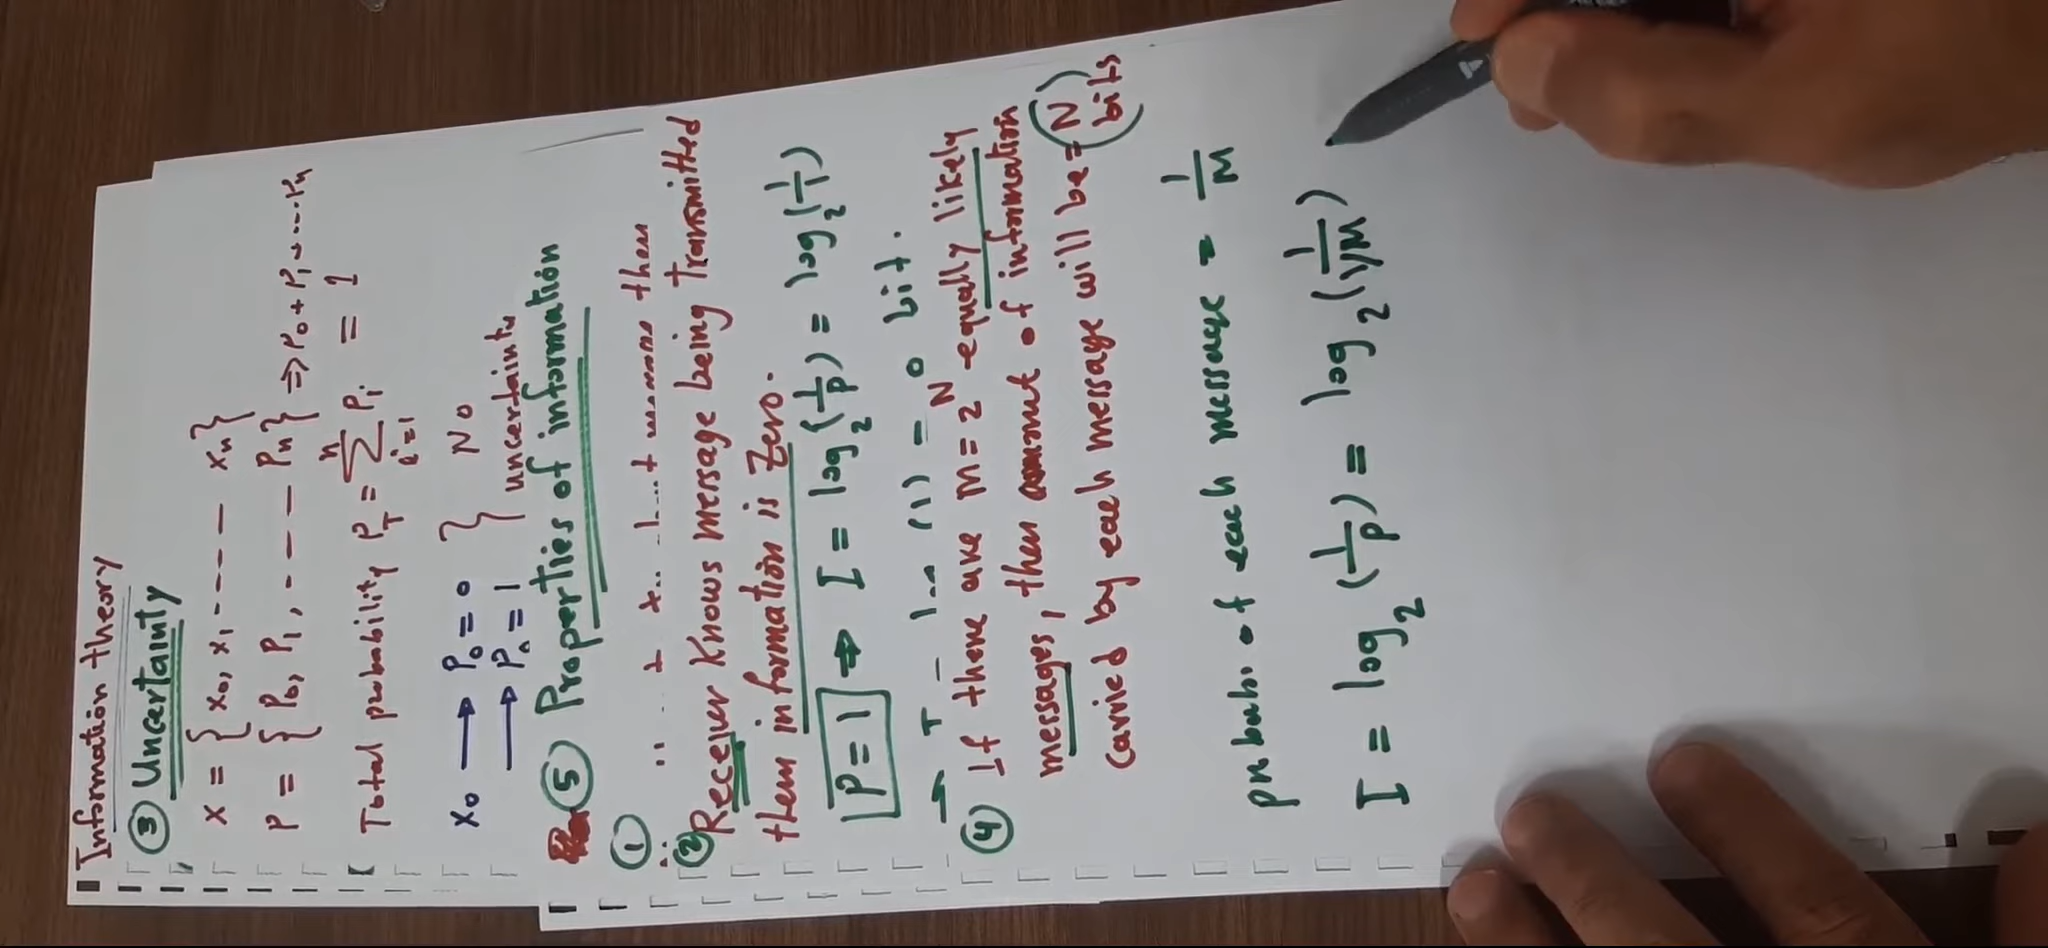 Information theory
③ Uncertainty
X = { x₀, x₁, ---- xₙ}
P = { P₀, P₁, ---- Pₙ} ⇒ P₀ + P₁ ..... Pₙ
Total probability P_T = Σ_{i=1}^{n} Pᵢ = 1
X₀ → P₀ = 0 } No
→ P₀ = 1 uncertainty
⑤ Properties of information
①
② Receiver Knows message being Transmitted
then information is Zero.
P = 1 ⇒ I = log₂(1/P) = log₂(1/1)
(1) = 0 bit.
④ If there are M = 2^N equally likely
messages, then amount of information
carried by each message will be = N bits
probab. of each message = 1/M
I = log₂(1/P) = log₂(1/1/M)